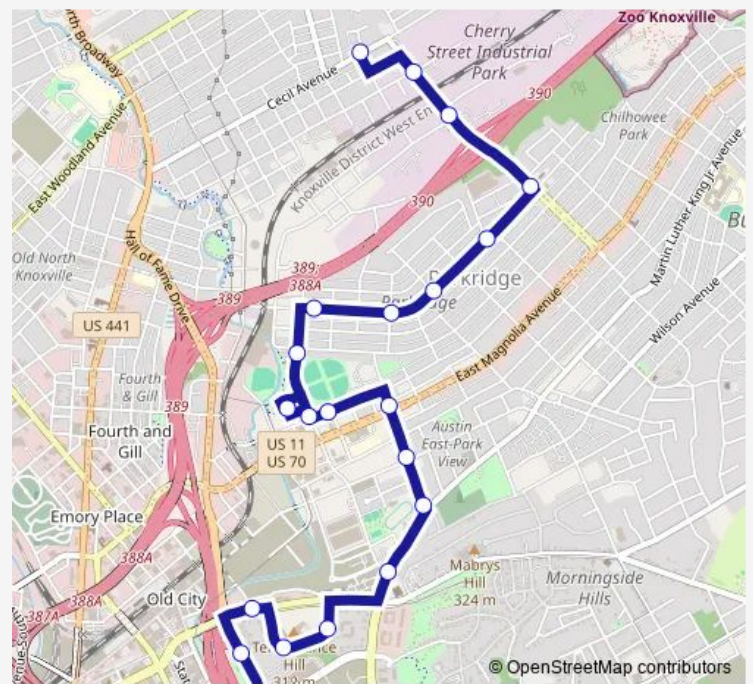 Zoo Knoxville
North Broadway
Cherry
Street Industrial
Park
Cecil Avenue
390
Chilhowee
Park
East Woodland Avenue
Knoxville District West En
390
Martin Luther King Jr Avenue
Old North
Knoxville
Hall of Fame Drive
389;
388A
389
Wilson Avenue
US 441
East Magnolia Avenue
Fourth
& Gill
389
Fourth and
Gill
US 11
US 70
Austin
East-Park
View
Emory Place
388A
388A
387A
Mabrys
Hill
324 m
Morningside
Hills
Old City
Hill
© OpenStreetMap contributors